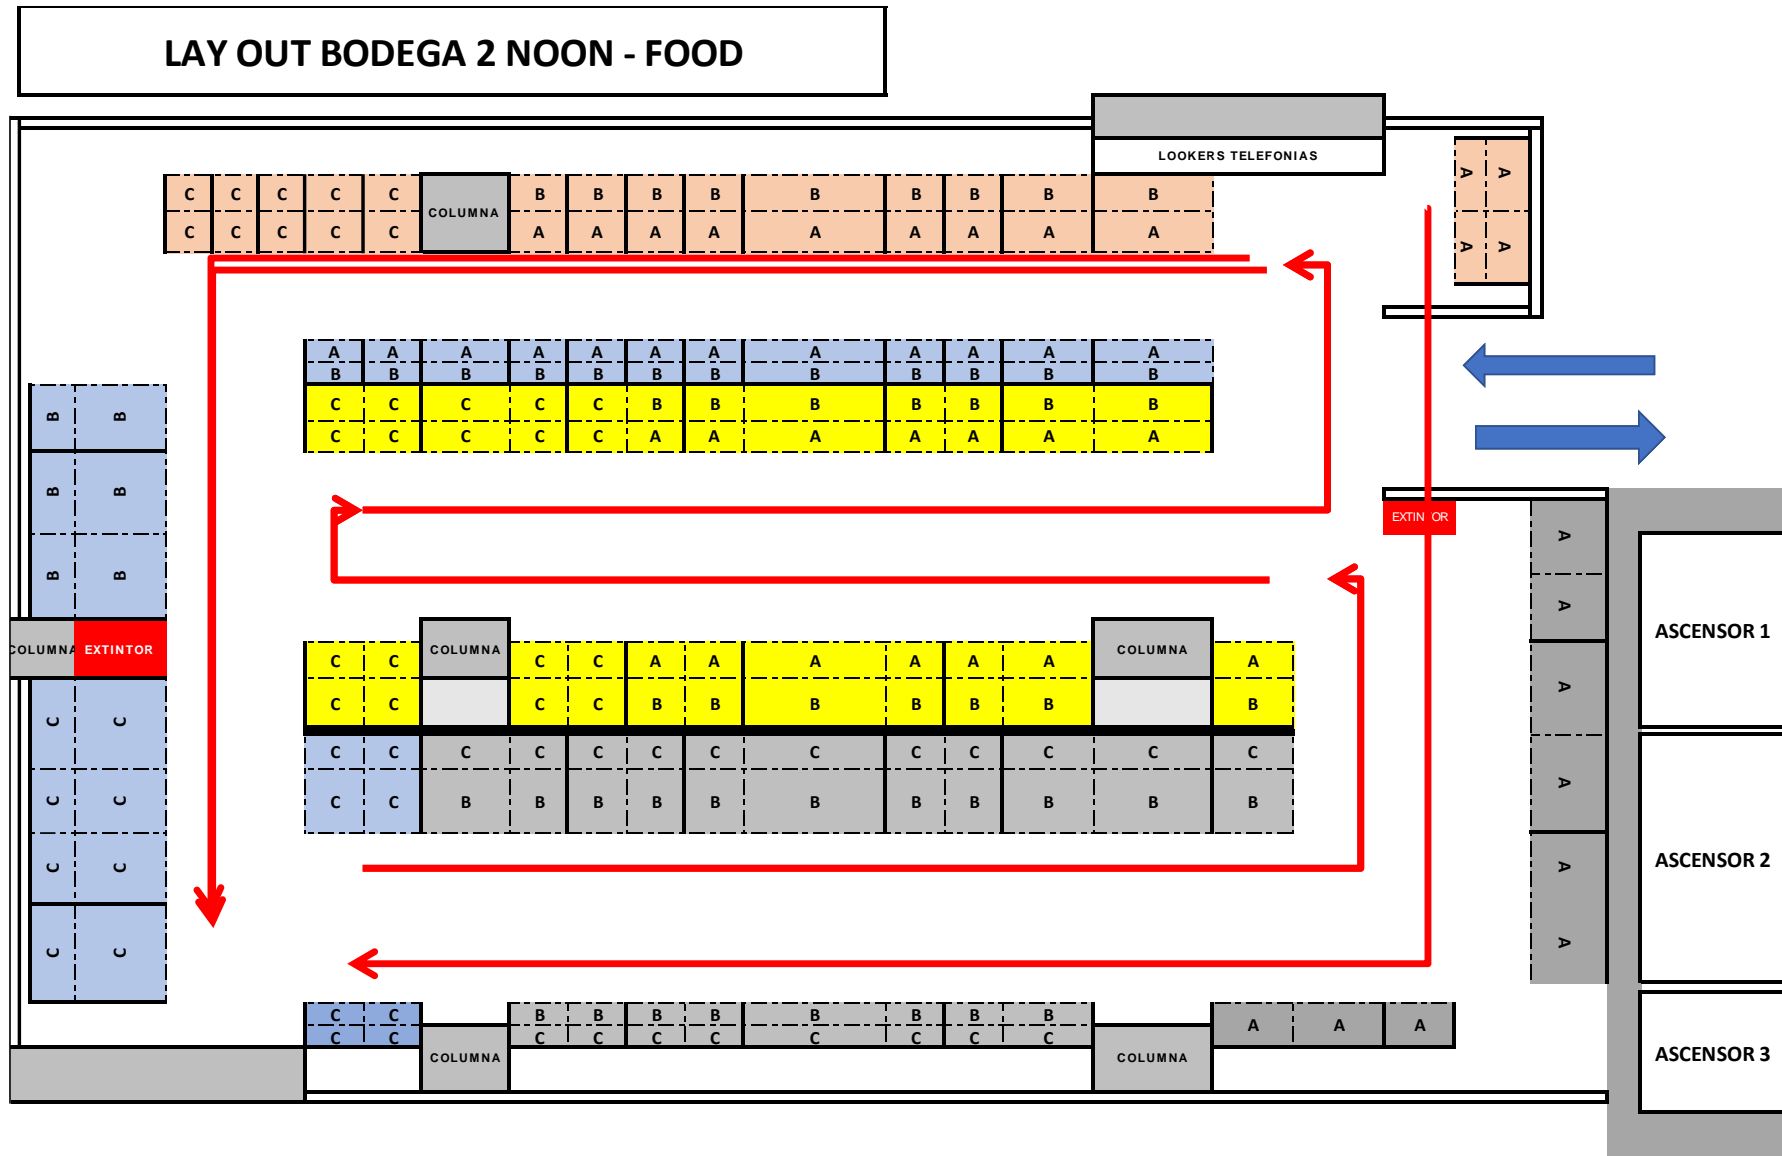 LAY OUT BODEGA 2 NOON - FOOD
LOOKERS TELEFONIAS
A A
A A
C C C C C COLUMNA B B B B B B B B B
C C C C C A A A A A A A A A
A A A A A A A A A A A A
B B B B B B B B B B B B
C C C C C B B B B B B B
C C C C C A A A A A A A
B B
B B
B B
COLUMNA EXTINTOR
C C
C C
C C
C C
EXTIN OR
A
A
A
A
A
A
C C COLUMNA C C A A A A A A COLUMNA A
C C C C B B B B B B B
C C C C C C C C C C C C C
C C B B B B B B B B B B B
C C B B B B B B B B
C C C C C C C C C C
COLUMNA
COLUMNA
A A A
ASCENSOR 1
ASCENSOR 2
ASCENSOR 3